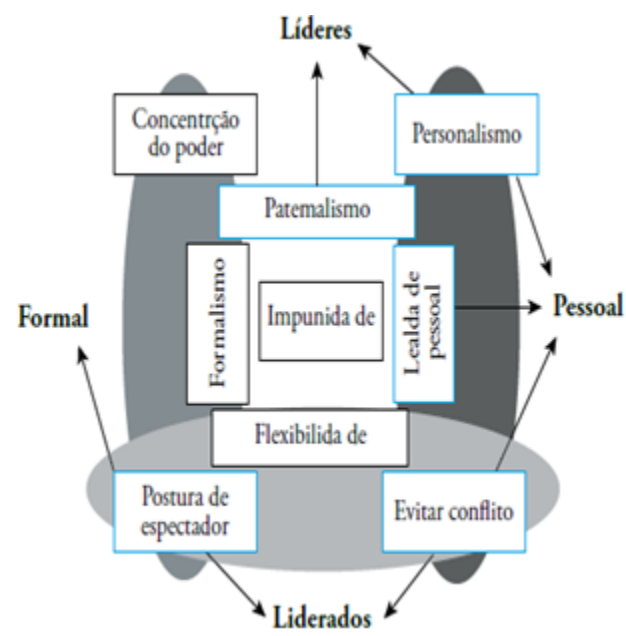 Líderes
Concentrção
do poder
Personalismo
Patemalismo
Formalismo
Impunida de
Lealda de
pessoal
Formal
Pessoal
Flexibilida de
Postura de
espectador
Evitar conflito
Liderados